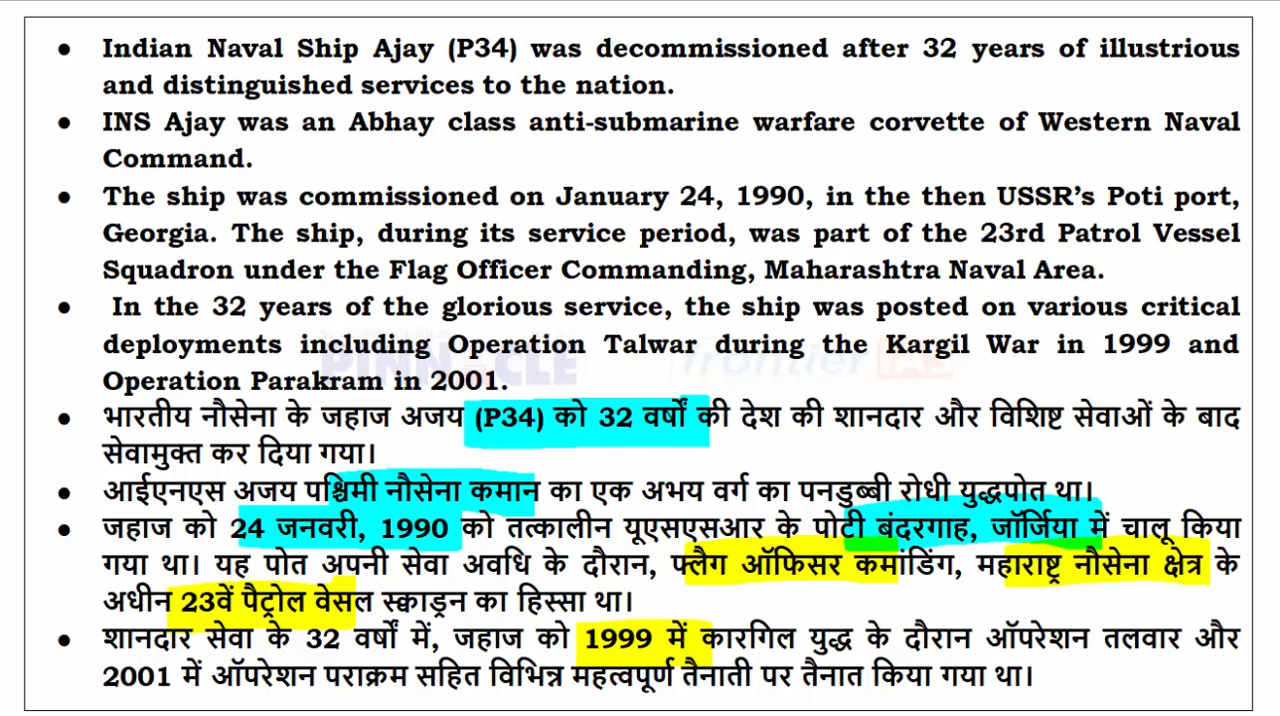 • Indian Naval Ship Ajay (P34) was decommissioned after 32 years of illustrious
and distinguished services to the nation.
• INS Ajay was an Abhay class anti-submarine warfare corvette of Western Naval
Command.
• The ship was commissioned on January 24, 1990, in the then USSR's Poti port,
Georgia. The ship, during its service period, was part of the 23rd Patrol Vessel
Squadron under the Flag Officer Commanding, Maharashtra Naval Area.
• In the 32 years of the glorious service, the ship was posted on various critical
deployments including Operation Talwar during the Kargil War in 1999 and
Operation Parakram in 2001.
• भारतीय नौसेना के जहाज अजय (P34) को 32 वर्षों की देश की शानदार और विशिष्ट सेवाओं के बाद
सेवामुक्त कर दिया गया।
• आईएनएस अजय पश्चिमी नौसेना कमान का एक अभय वर्ग का पनडुब्बी रोधी युद्धपोत था।
• जहाज को 24 जनवरी, 1990 को तत्कालीन यूएसएसआर के पोटी बंदरगाह, जॉर्जिया में चालू किया
गया था। यह पोत अपनी सेवा अवधि के दौरान, फ्लैग ऑफिसर कमांडिंग, महाराष्ट्र नौसेना क्षेत्र के
अधीन 23वें पैट्रोल वेसल स्क्वाड्रन का हिस्सा था।
• शानदार सेवा के 32 वर्षों में, जहाज को 1999 में कारगिल युद्ध के दौरान ऑपरेशन तलवार और
2001 में ऑपरेशन पराक्रम सहित विभिन्न महत्वपूर्ण तैनाती पर तैनात किया गया था।